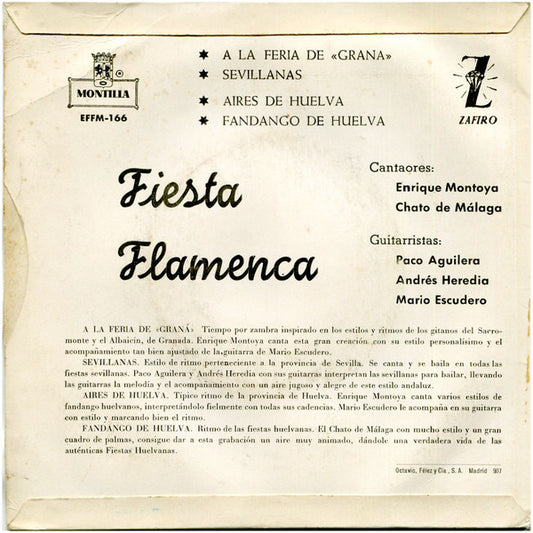 MONTILLA
EFFM-166
✶ A LA FERIA DE «GRANA»
✶ SEVILLANAS
✶ AIRES DE HUELVA
✶ FANDANGO DE HUELVA
Z
ZAFIRO
Fiesta
Flamenca
Cantaores:
Enrique Montoya
Chato de Málaga
Guitarristas:
Paco Aguilera
Andrés Heredia
Mario Escudero
A LA FERIA DE «GRANÁ» Tiempo por zambra inspirado en los estilos y ritmos de los gitanos del Sacro-
monte y el Albaicín, de Granada. Enrique Montoya canta esta gran creación con su estilo personalísimo y el
acompañamiento tan bien ajustado de la guitarra de Mario Escudero.
SEVILLANAS. Estilo de ritmo perteneciente a la provincia de Sevilla. Se canta y se baila en todas las
fiestas sevillanas. Paco Aguilera y Andrés Heredia con sus guitarras interpretan las sevillanas para bailar, llevando
las guitarras la melodía y el acompañamiento con un aire jugoso y alegre de este estilo andaluz.
AIRES DE HUELVA. Típico ritmo de la provincia de Huelva. Enrique Montoya canta varios estilos de
fandango huelvanos, interpretándolo fielmente con todas sus cadencias. Mario Escudero le acompaña en su guitarra
con estilo y marcando bien el ritmo.
FANDANGO DE HUELVA. Ritmo de las fiestas huelvanas. El Chato de Málaga con mucho estilo y un gran
cuadro de palmas, consigue dar a esta grabación un aire muy animado, dándole una verdadera vida de las
auténticas Fiestas Huelvanas.
Octavio, Félez y Cía., S. A. Madrid 907